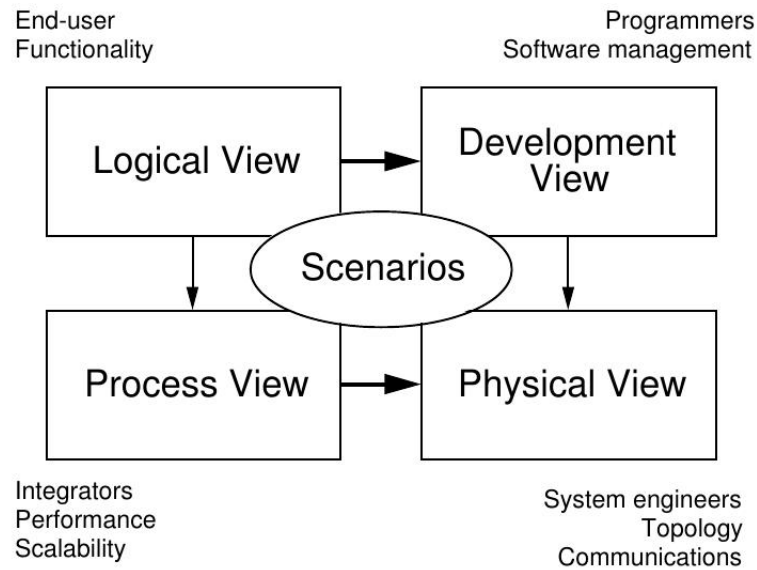 End-user
Functionality
Programmers
Software management
Logical View
Development
View
Scenarios
Process View
Physical View
Integrators
Performance
Scalability
System engineers
Topology
Communications